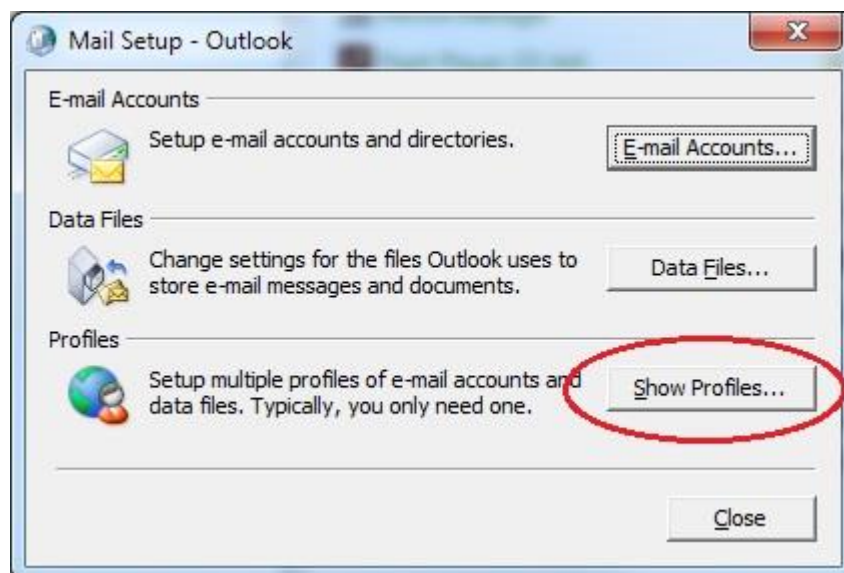 Mail Setup - Outlook
E-mail Accounts
Setup e-mail accounts and directories.
E-mail Accounts...
Data Files
Change settings for the files Outlook uses to
store e-mail messages and documents.
Data Files...
Profiles
Setup multiple profiles of e-mail accounts and
data files. Typically, you only need one.
Show Profiles...
Close